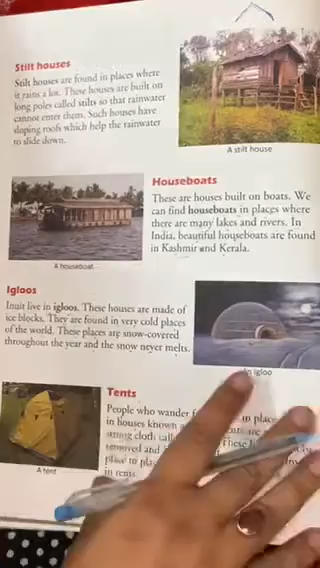 Stilt houses
Stilt houses are found in places where
it rains a lot. These houses are built on
long poles called stilts so that rainwater
cannot enter them. Such houses have
sloping roofs which help the rainwater
to slide down.
A stilt house
Houseboats
These are houses built on boats. We
can find houseboats in places where
there are many lakes and rivers. In
India, beautiful houseboats are found
in Kashmir and Kerala.
A houseboat
Igloos
Inuit live in igloos. These houses are made of
ice blocks. They are found in very cold places
of the world. These places are snow-covered
throughout the year and the snow never melts.
An igloo
Tents
People who wander
in houses known
strong cloth
removed and
place to
in tents.
A tent